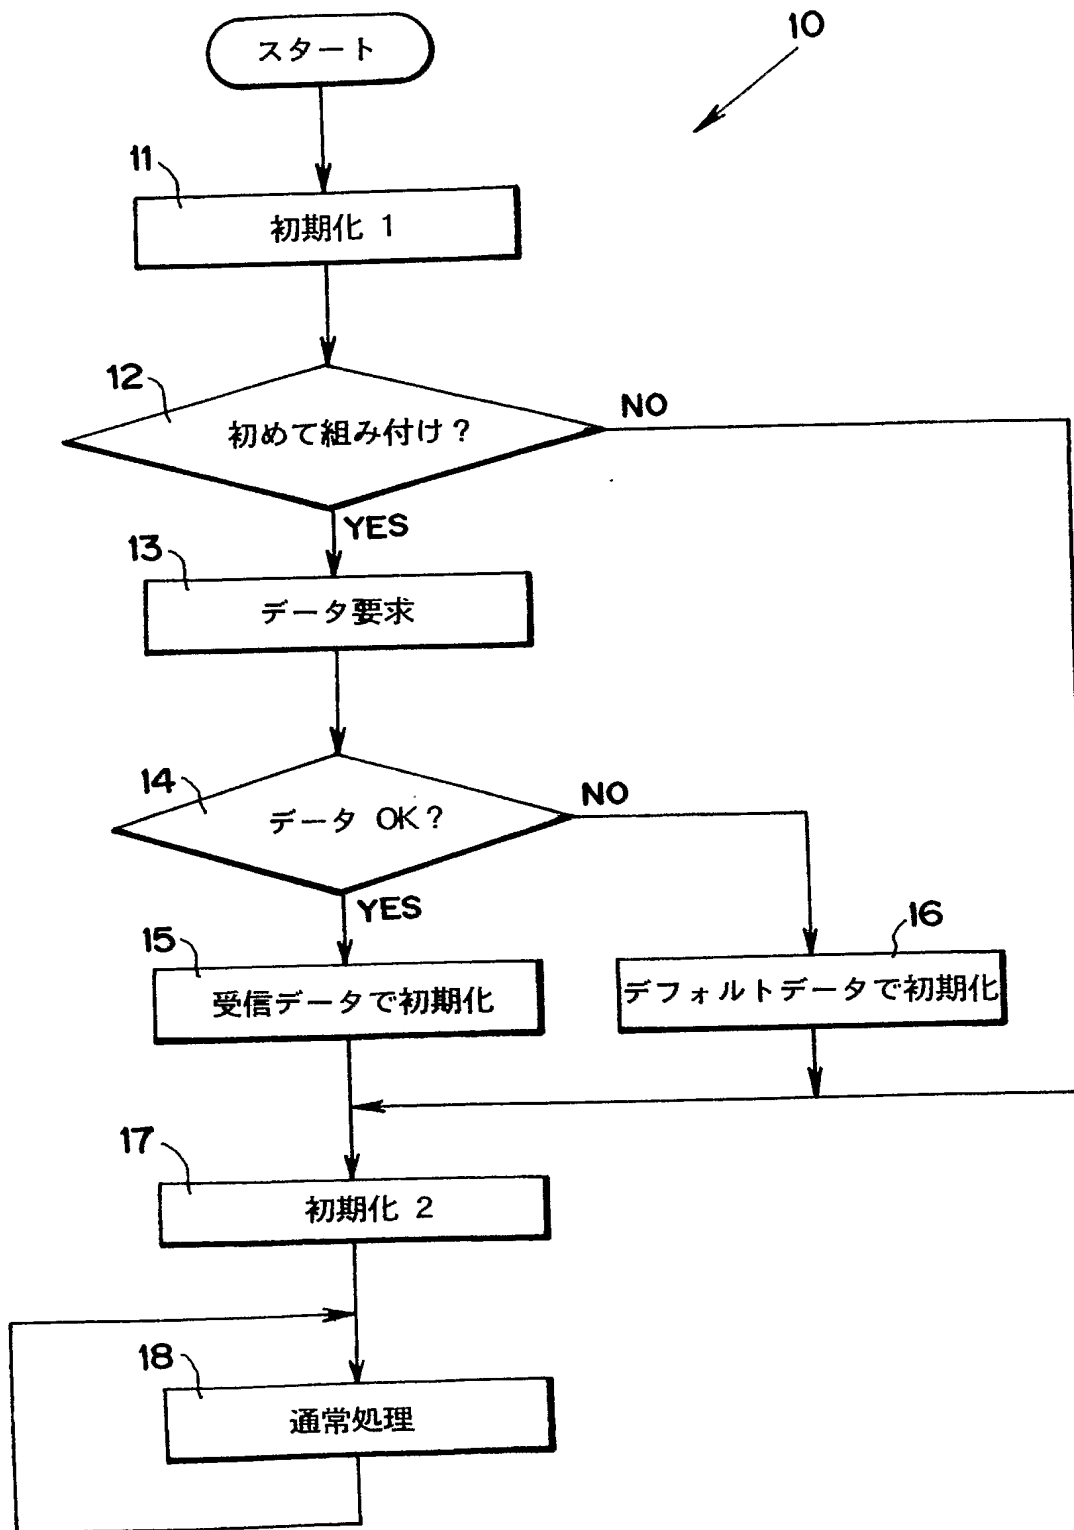 10
スタート
11
初期化 1
12
初めて組み付け？
NO
YES
13
データ要求
14
データ OK？
NO
YES
15
受信データで初期化
16
デフォルトデータで初期化
17
初期化 2
18
通常処理